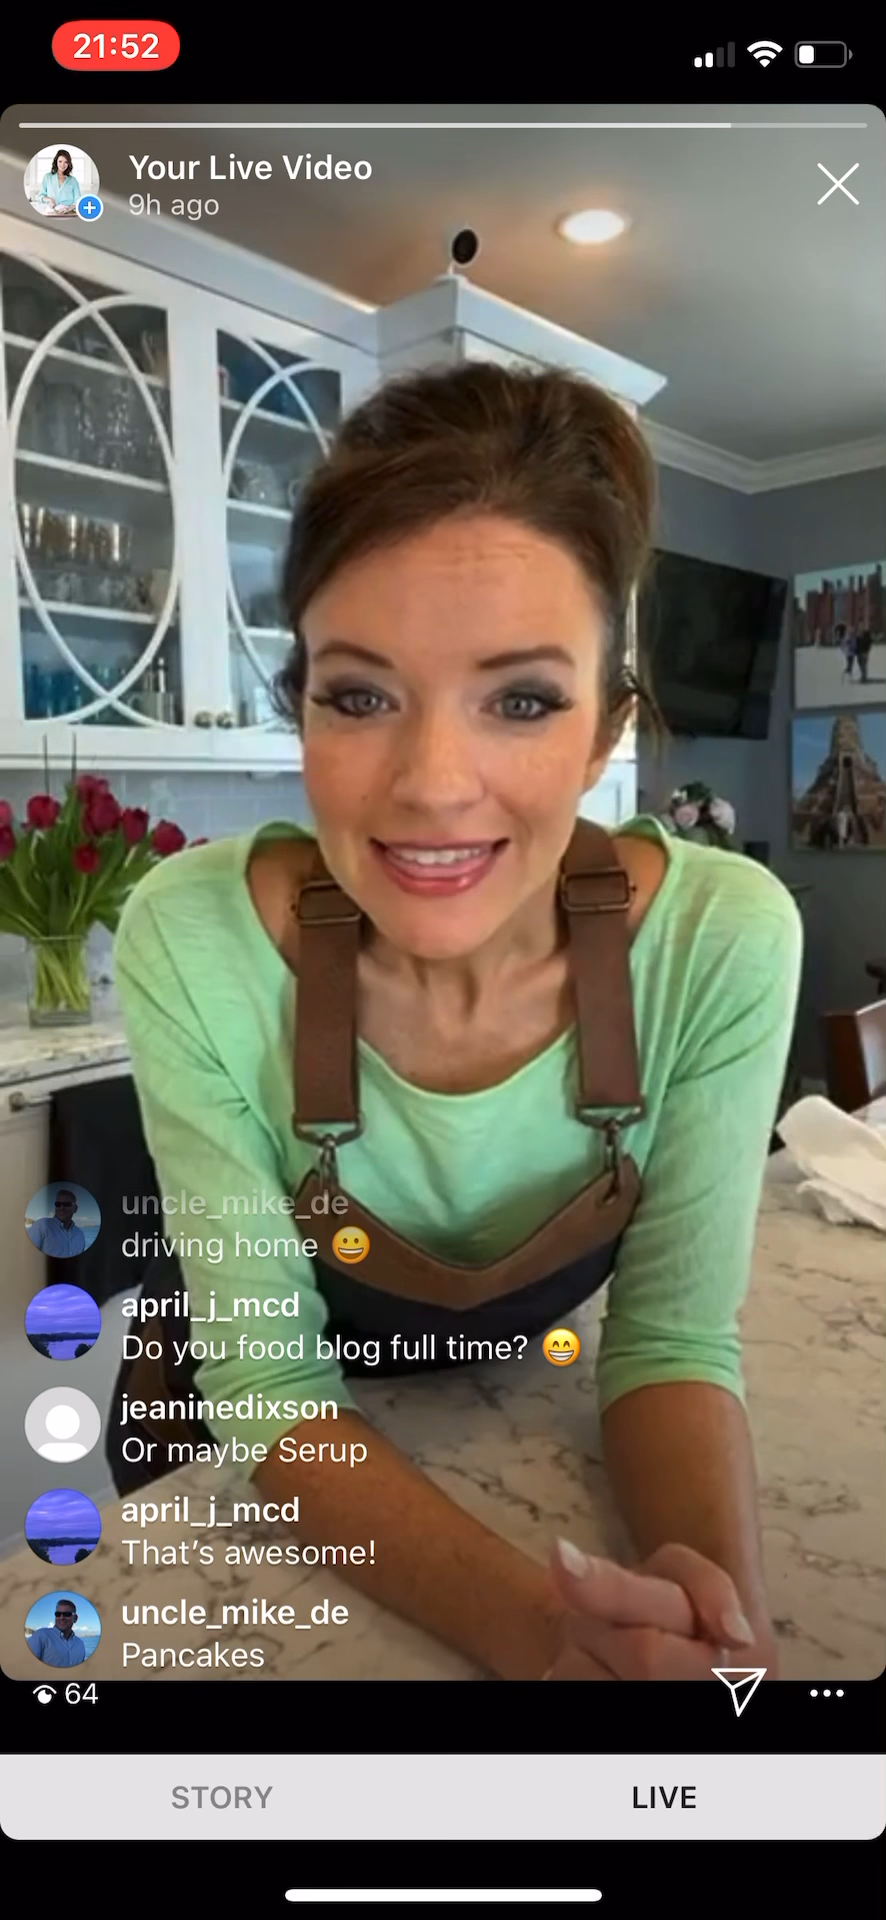 21:52
Your Live Video
9h ago
uncle_mike_de
driving home 😀
april_j_mcd
Do you food blog full time? 😁
jeaninedixson
Or maybe Serup
april_j_mcd
That's awesome!
uncle_mike_de
Pancakes
64
STORY
LIVE